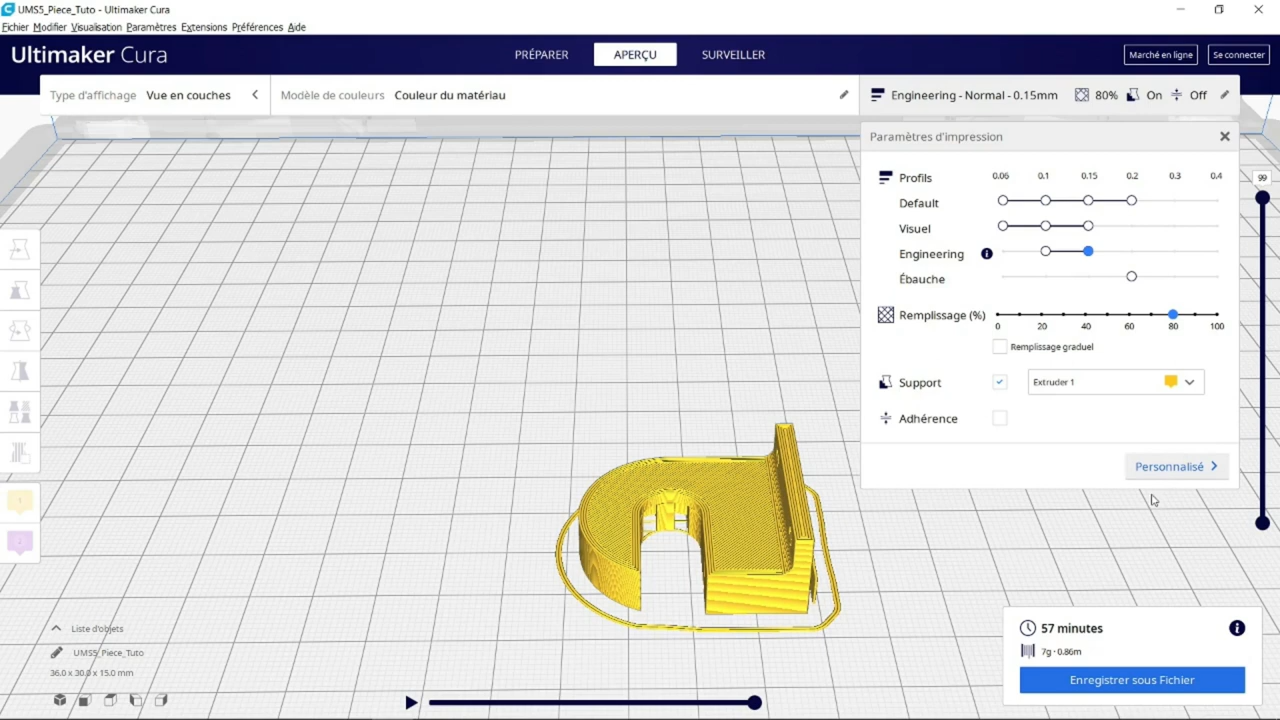 UMS5_Piece_Tuto - Ultimaker Cura
Fichier Modifier Visualisation Paramètres Extensions Préférences Aide
Ultimaker Cura
PRÉPARER
APERÇU
SURVEILLER
Marché en ligne
Se connecter
Type d'affichage Vue en couches
Modèle de couleurs Couleur du matériau
Engineering - Normal - 0.15mm 80% On Off
Paramètres d'impression
Profils 0.06 0.1 0.15 0.2 0.3 0.4
Default
Visuel
Engineering
Ébauche
Remplissage (%)
0 20 40 60 80 100
Remplissage graduel
Support Extruder 1
Adhérence
Personnalisé
99
1
2
Liste d'objets
UMS5_Piece_Tuto
36.0 x 30.0 x 15.0 mm
57 minutes
7g · 0.86m
Enregistrer sous Fichier